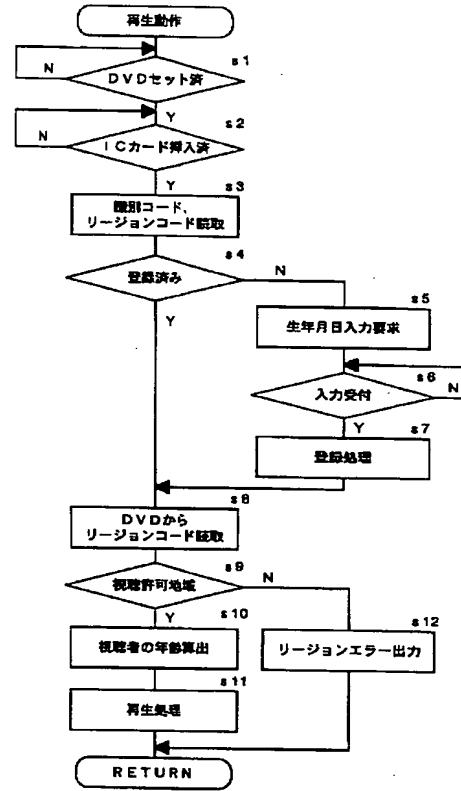 再生動作
s1
DVDセット済
N
Y
s2
ICカード挿入済
N
Y
s3
識別コード、
リージョンコード読取
s4
登録済み
N
Y
s5
生年月日入力要求
s6
入力受付
N
Y
s7
登録処理
s8
DVDから
リージョンコード読取
s9
視聴許可地域
N
Y
s10
視聴者の年齢算出
s12
リージョンエラー出力
s11
再生処理
RETURN